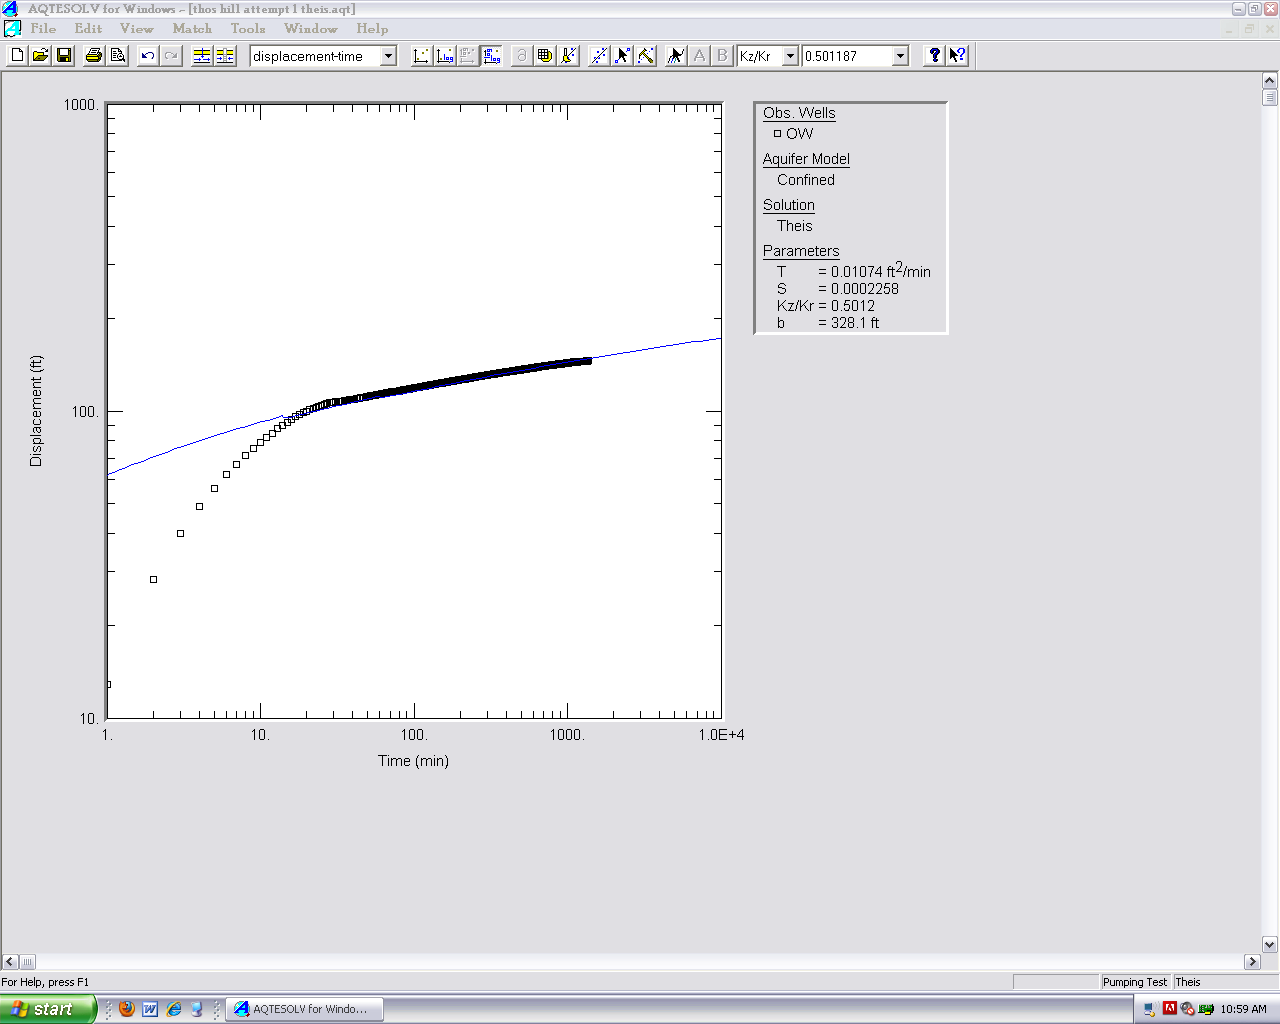 AQTESOLV for Windows - [thos hill attempt 1 theis.aqt]
File Edit View Match Tools Window Help
displacement-time
Kz/Kr
0.501187
1000.
100.
10.
1. 10. 100. 1000. 1.0E+4
Time (min)
Displacement (ft)
Obs. Wells
OW
Aquifer Model
Confined
Solution
Theis
Parameters
T = 0.01074 ft²/min
S = 0.0002258
Kz/Kr = 0.5012
b = 328.1 ft
For Help, press F1
Pumping Test
Theis
start
AQTESOLV for Windo...
10:59 AM